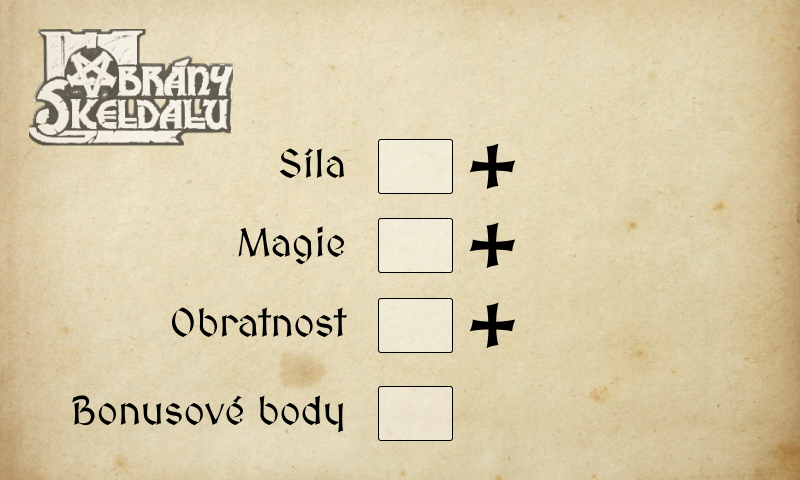 BRÁNY
SKELDALU
Síla
Magie
Obratnost
Bonusové body